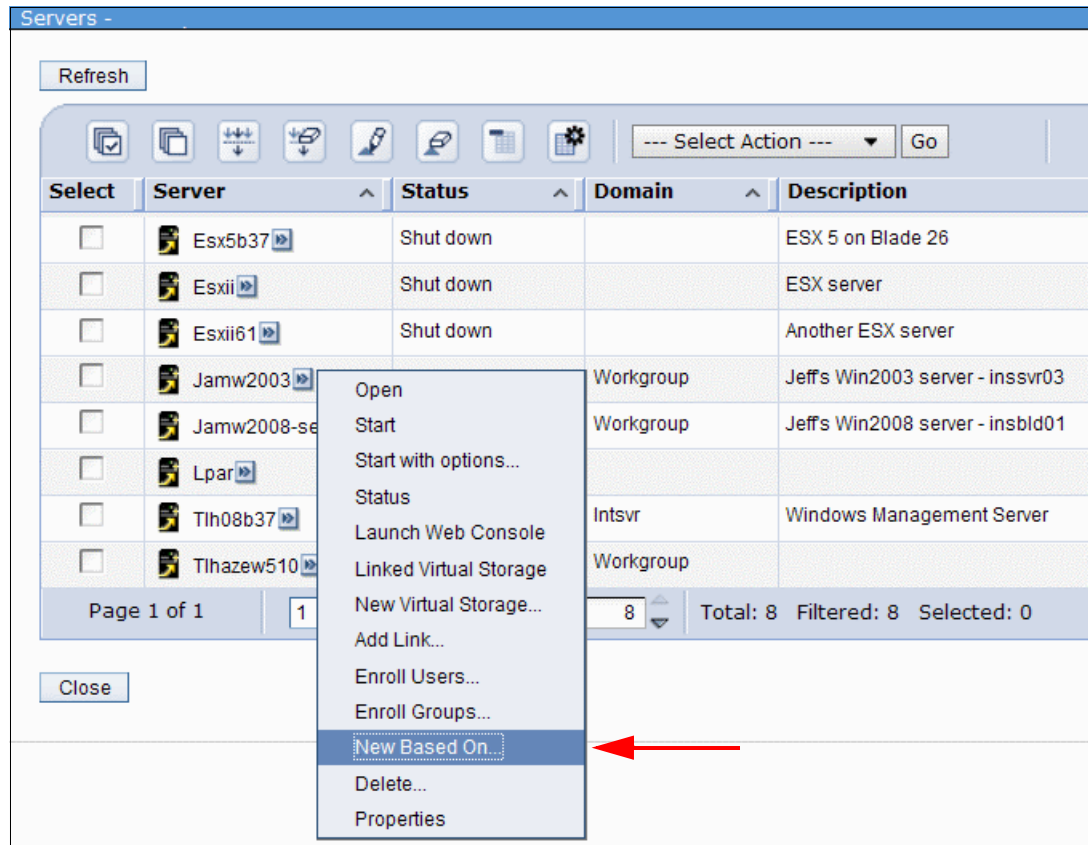 Servers -
Refresh
--- Select Action --- Go
Select Server Status Domain Description
Esx5b37 Shut down ESX 5 on Blade 26
Esxii Shut down ESX server
Esxii61 Shut down Another ESX server
Jamw2003 Workgroup Jeff's Win2003 server - inssvr03
Jamw2008-se Workgroup Jeff's Win2008 server - insbld01
Lpar
Tlh08b37 Intsvr Windows Management Server
Tlhazew510 Workgroup
Page 1 of 1 1 8 Total: 8 Filtered: 8 Selected: 0
Close
Open
Start
Start with options...
Status
Launch Web Console
Linked Virtual Storage
New Virtual Storage...
Add Link...
Enroll Users...
Enroll Groups...
New Based On...
Delete...
Properties